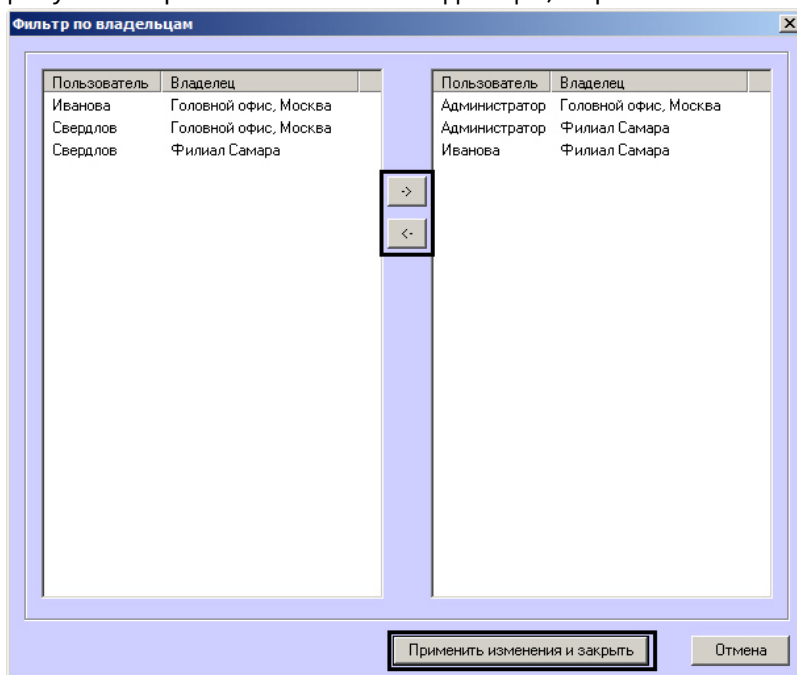 Фильтр по владельцам
Пользователь Владелец
Иванова Головной офис, Москва
Свердлов Головной офис, Москва
Свердлов Филиал Самара
->
<-
Пользователь Владелец
Администратор Головной офис, Москва
Администратор Филиал Самара
Иванова Филиал Самара
Применить изменения и закрыть
Отмена